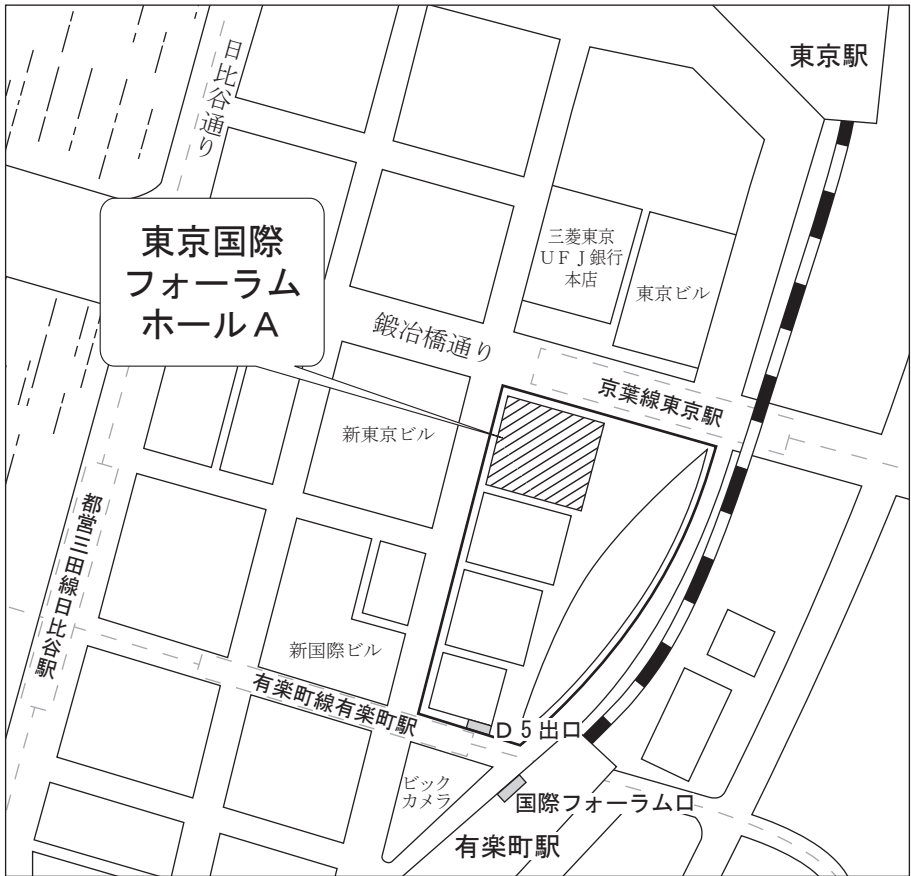 東京駅
日比谷通り
東京国際
フォーラム
ホールA
三菱東京
UFJ銀行
本店
東京ビル
鍛冶橋通り
京葉線東京駅
新東京ビル
都営三田線日比谷駅
新国際ビル
有楽町線有楽町駅
D5出口
ビック
カメラ
国際フォーラム口
有楽町駅